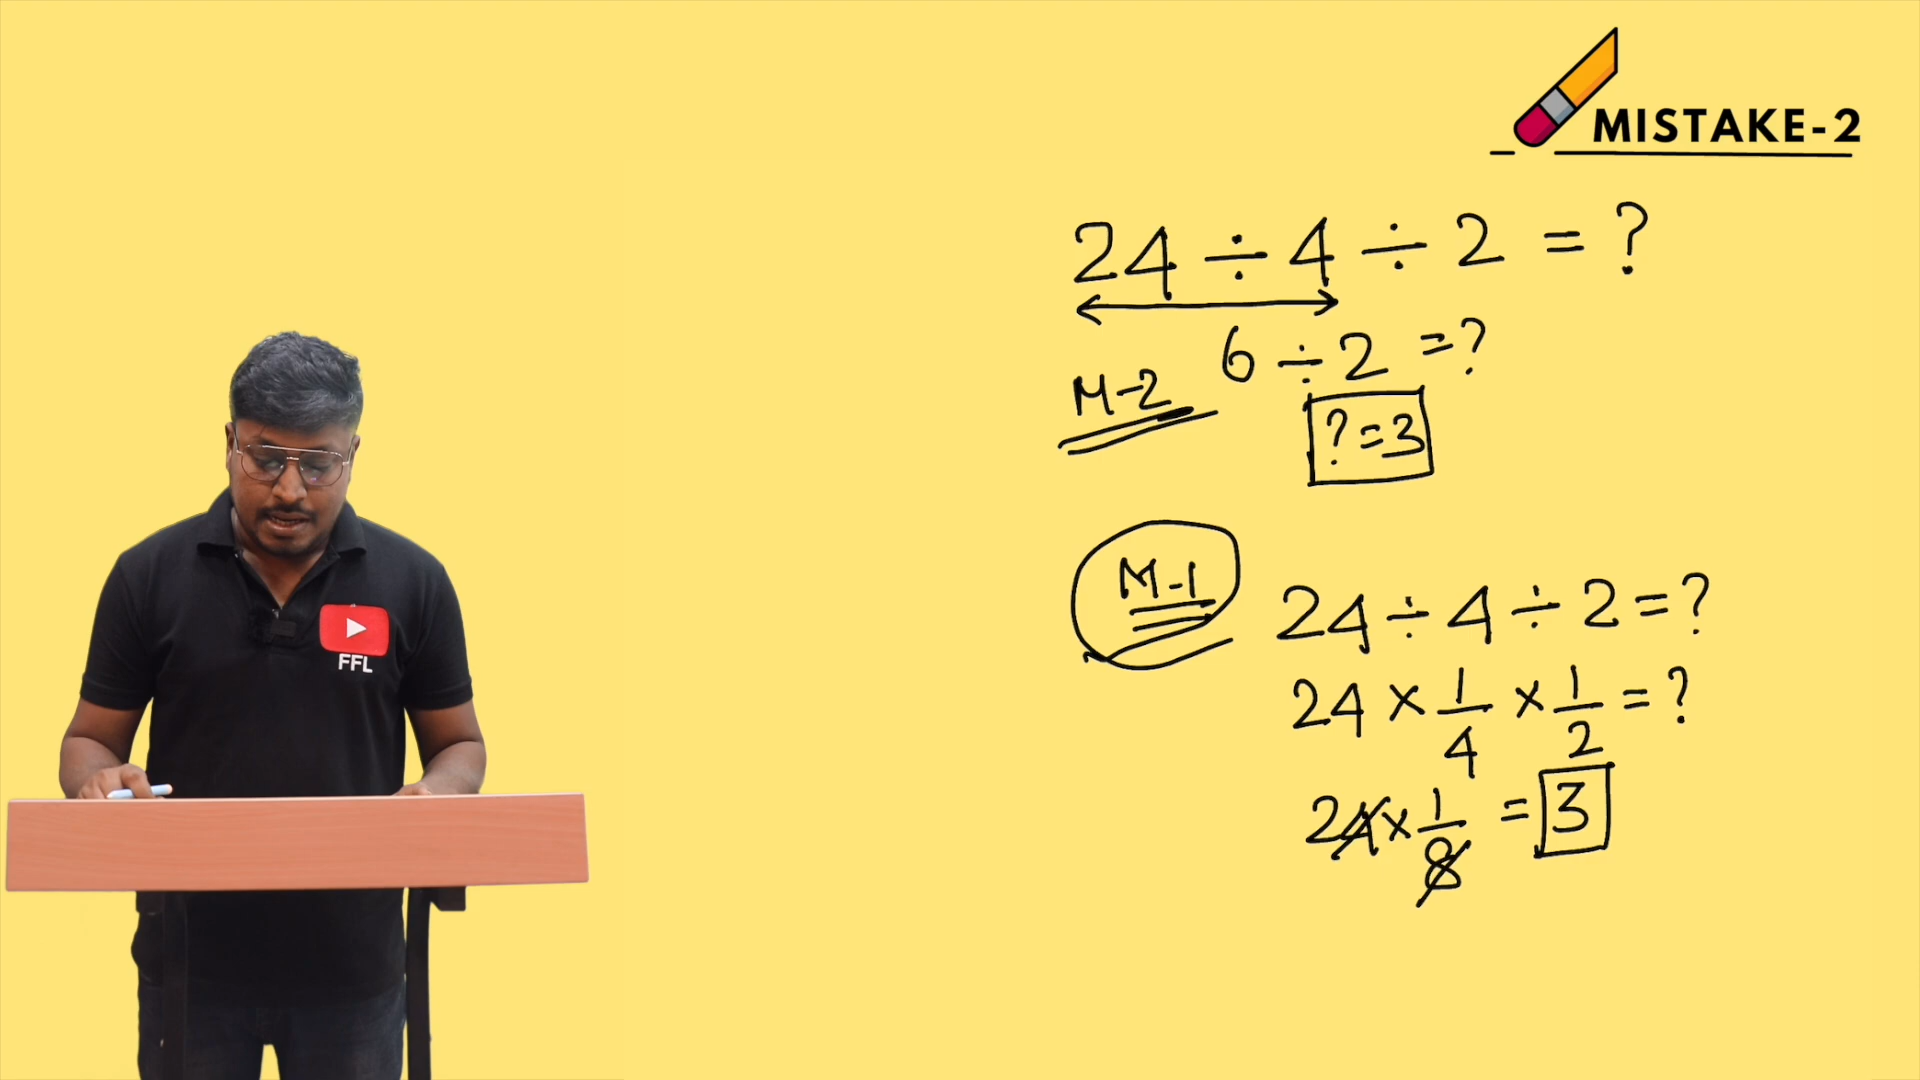 MISTAKE-2
24 ÷ 4 ÷ 2 = ?
6 ÷ 2 = ?
M-2
? = 3
M-1
24 ÷ 4 ÷ 2 = ?
24 × 1/4 × 1/2 = ?
24 × 1/8 = 3
FFL